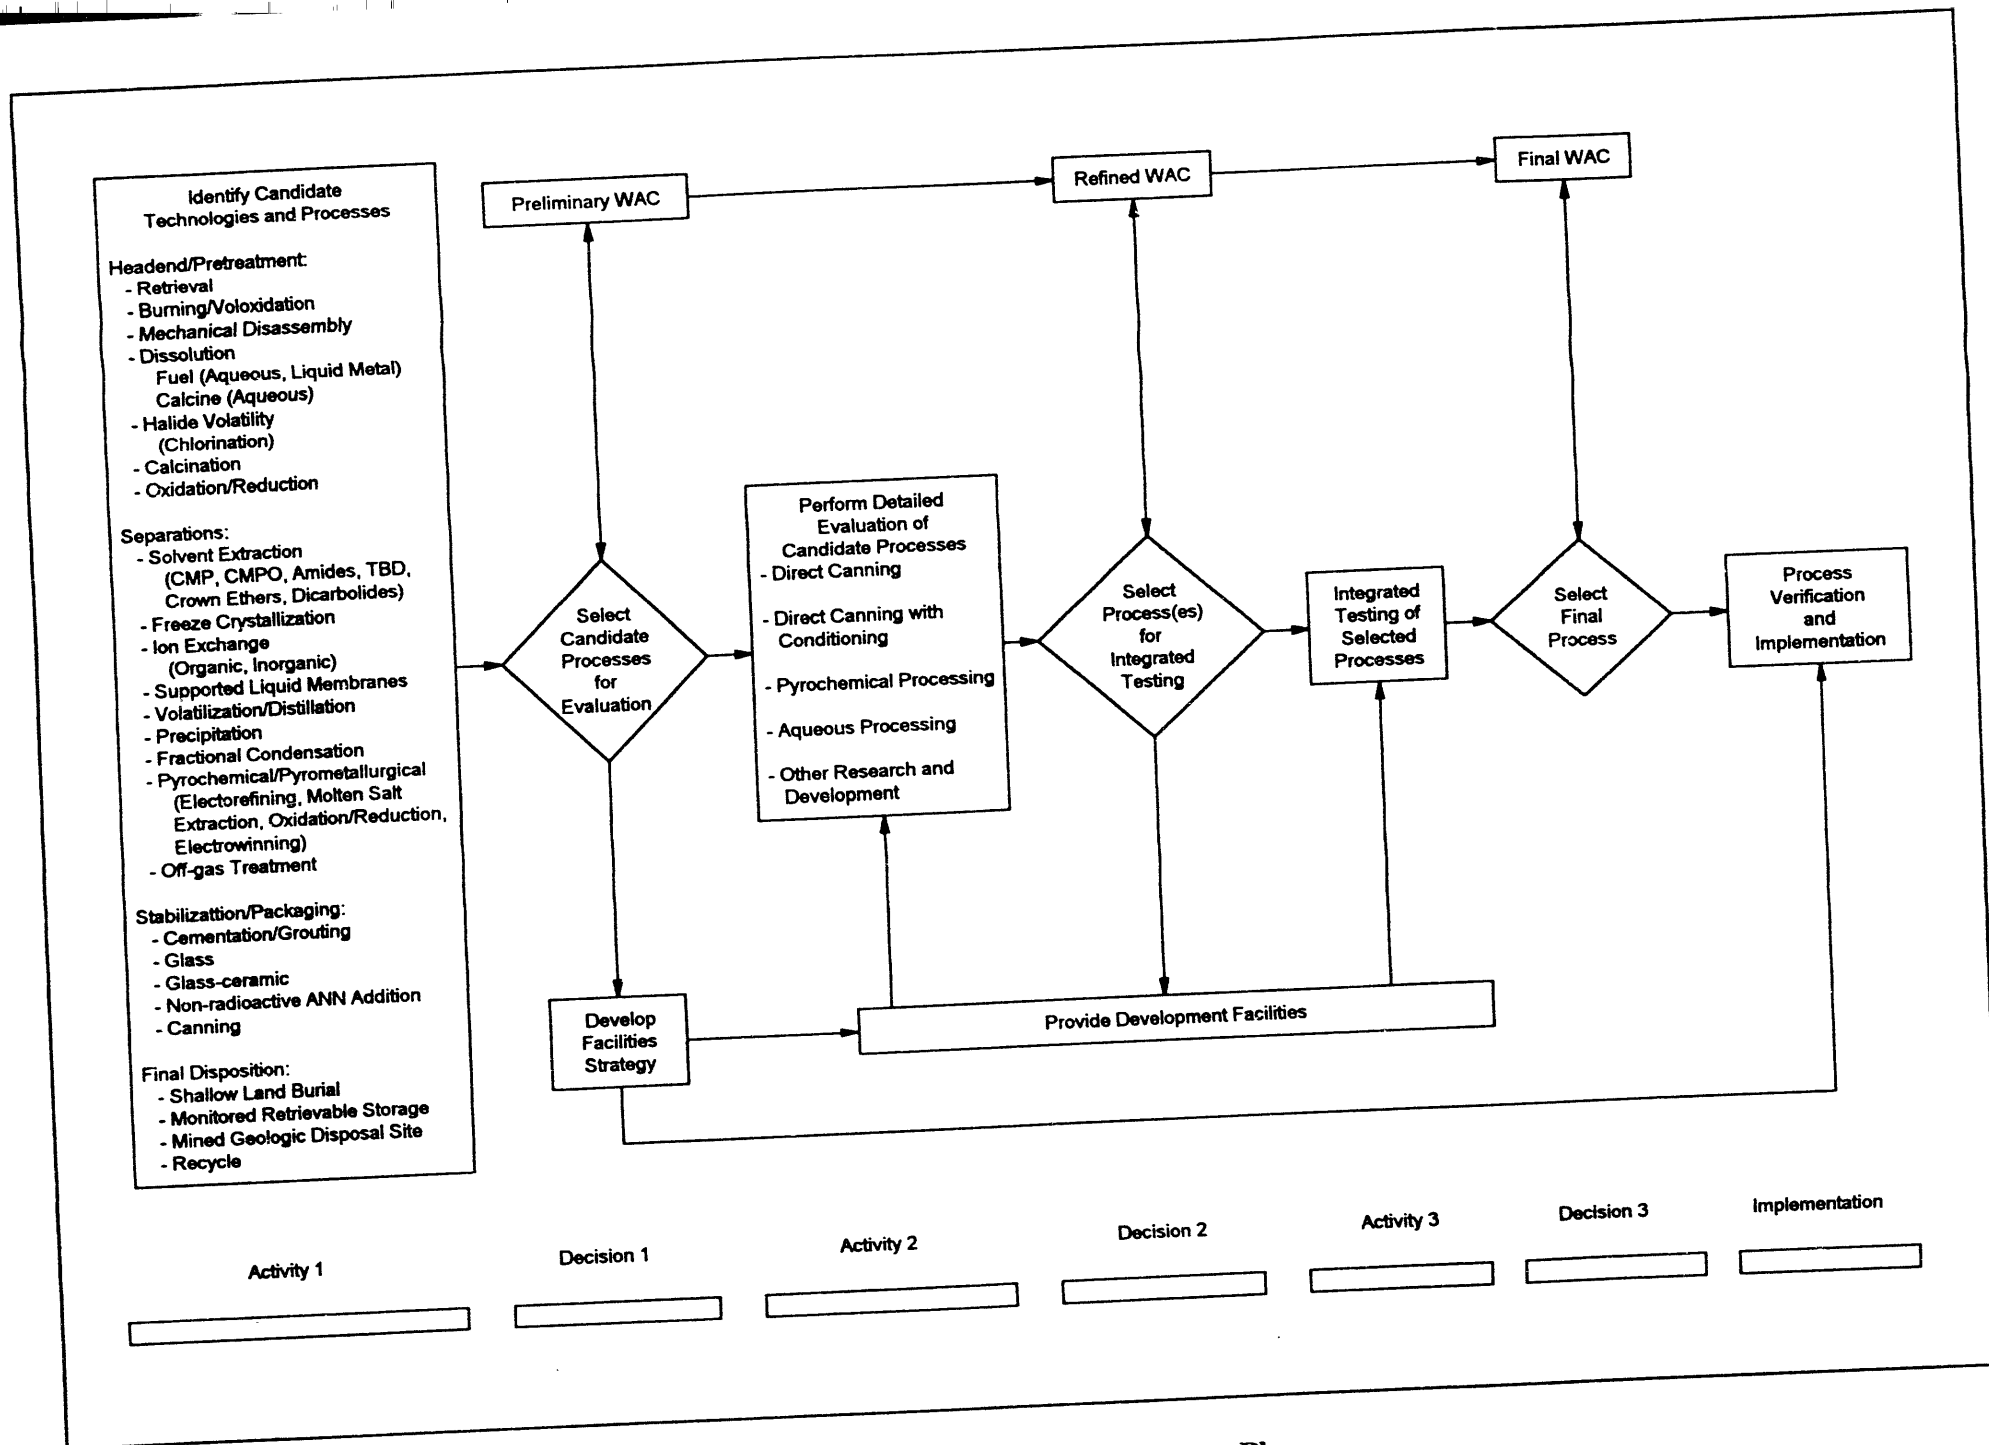 Identify Candidate
Technologies and Processes
Headend/Pretreatment:
- Retrieval
- Burning/Voloxidation
- Mechanical Disassembly
- Dissolution
Fuel (Aqueous, Liquid Metal)
Calcine (Aqueous)
- Halide Volatility
(Chlorination)
- Calcination
- Oxidation/Reduction
Separations:
- Solvent Extraction
(CMP, CMPO, Amides, TBD,
Crown Ethers, Dicarbolides)
- Freeze Crystallization
- Ion Exchange
(Organic, Inorganic)
- Supported Liquid Membranes
- Volatilization/Distillation
- Precipitation
- Fractional Condensation
- Pyrochemical/Pyrometallurgical
(Electorefining, Molten Salt
Extraction, Oxidation/Reduction,
Electrowinning)
- Off-gas Treatment
Stabilizattion/Packaging:
- Cementation/Grouting
- Glass
- Glass-ceramic
- Non-radioactive ANN Addition
- Canning
Final Disposition:
- Shallow Land Burial
- Monitored Retrievable Storage
- Mined Geologic Disposal Site
- Recycle
Preliminary WAC
Refined WAC
Final WAC
Select
Candidate
Processes
for
Evaluation
Perform Detailed
Evaluation of
Candidate Processes
- Direct Canning
- Direct Canning with
Conditioning
- Pyrochemical Processing
- Aqueous Processing
- Other Research and
Development
Select
Process(es)
for
Integrated
Testing
Integrated
Testing of
Selected
Processes
Select
Final
Process
Process
Verification
and
Implementation
Develop
Facilities
Strategy
Provide Development Facilities
Activity 1
Decision 1
Activity 2
Decision 2
Activity 3
Decision 3
Implementation